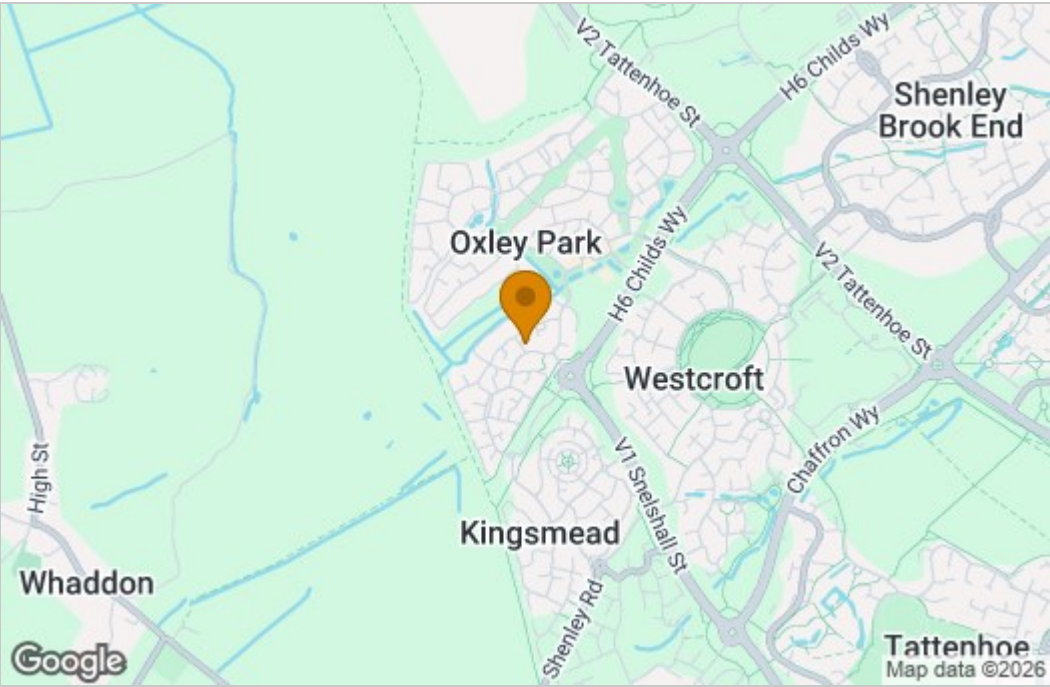 V2 Tattenhoe St
H6 Childs Wy
Shenley
Brook End
Oxley Park
H6 Childs Wy
V2 Tattenhoe St
Westcroft
Chaffron Wy
High St
V1 Snelshall St
Kingsmead
Whaddon
Shenley Rd
Tattenhoe
Google
Map data ©2026